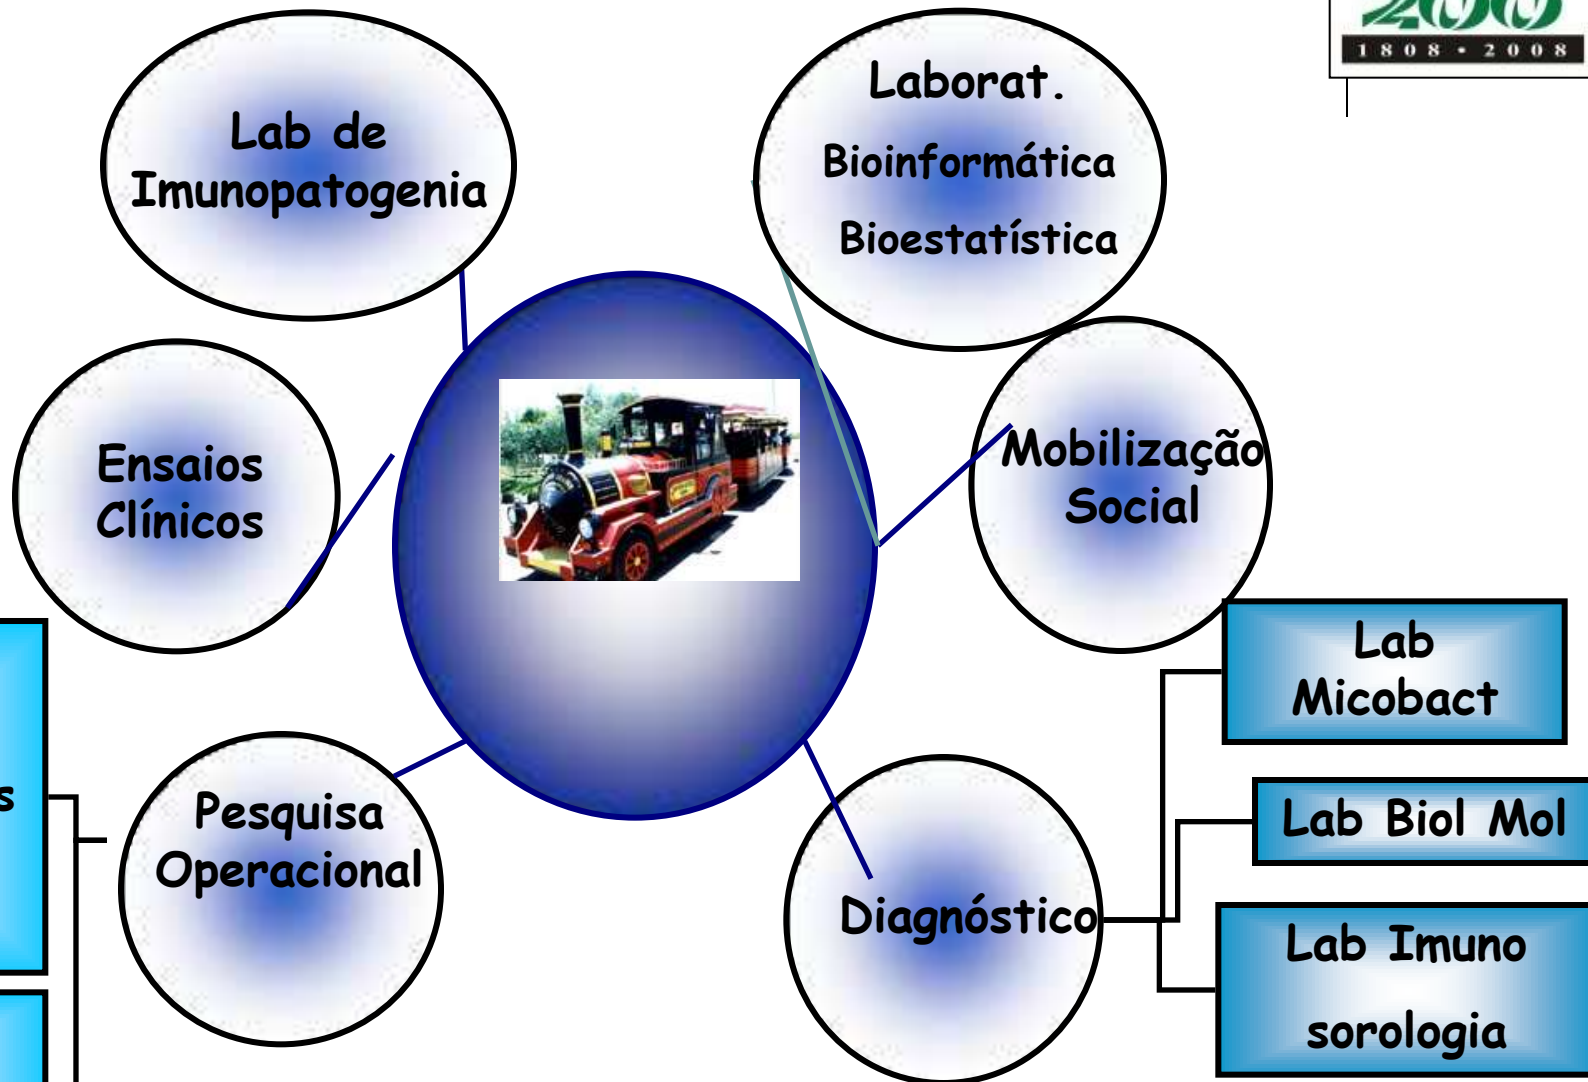 200
1808 • 2008
Lab de
Imunopatogenia
Laborat.
Bioinformática
Bioestatística
Ensaios
Clínicos
Mobilização
Social
Lab
Micobact
Pesquisa
Operacional
Lab Biol Mol
Diagnóstico
Lab Imuno
sorologia